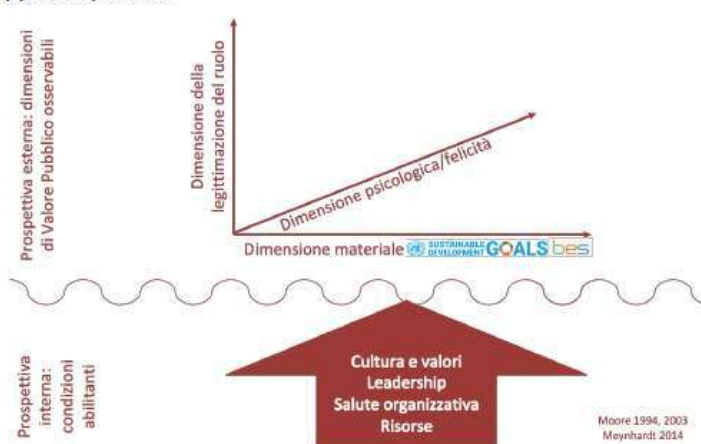 Prospettiva esterna: dimensioni
di Valore Pubblico osservabili
Dimensione della
legittimazione del ruolo
Dimensione psicologica/felicità
Dimensione materiale SUSTAINABLE DEVELOPMENT GOALS bes
Prospettiva
interna:
condizioni
abilitanti
Cultura e valori
Leadership
Salute organizzativa
Risorse
Moore 1994, 2003
Meynhardt 2014